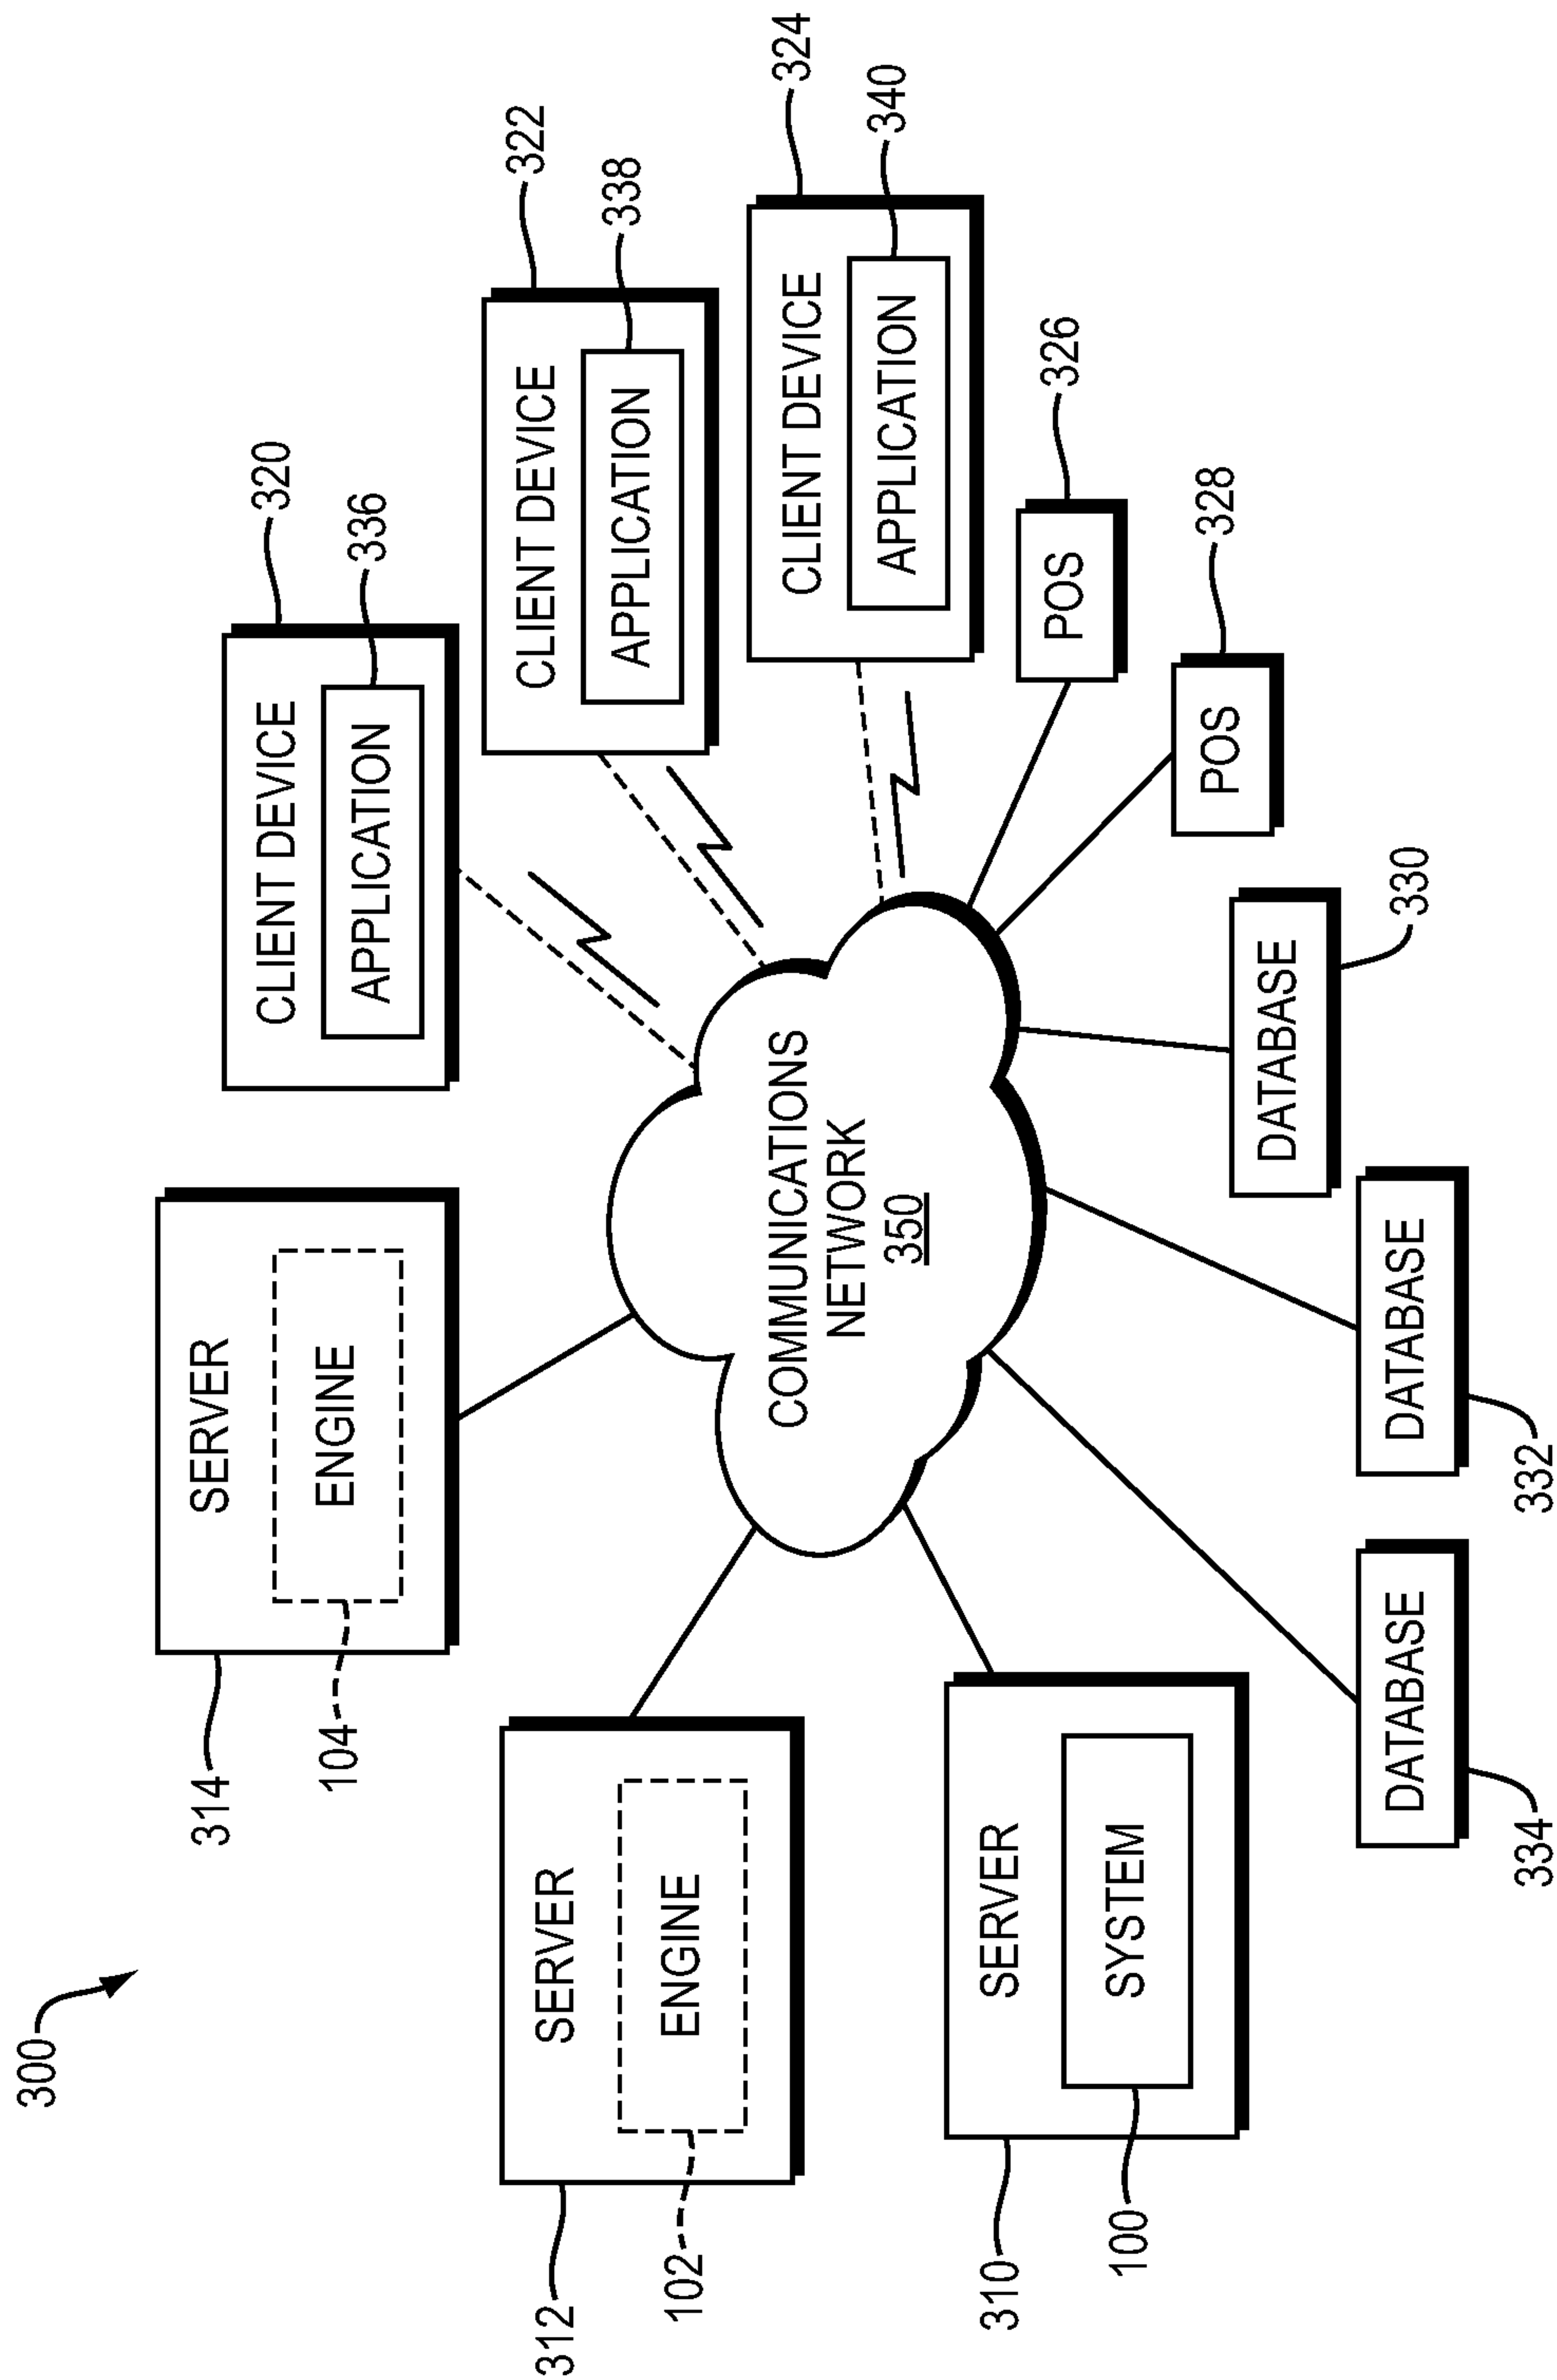 300
314
SERVER
ENGINE
104
320
CLIENT DEVICE
336
APPLICATION
322
CLIENT DEVICE
338
APPLICATION
324
CLIENT DEVICE
340
APPLICATION
312
SERVER
ENGINE
102
COMMUNICATIONS
NETWORK
350
326
POS
328
POS
310
SERVER
SYSTEM
100
DATABASE
330
DATABASE
332
DATABASE
334